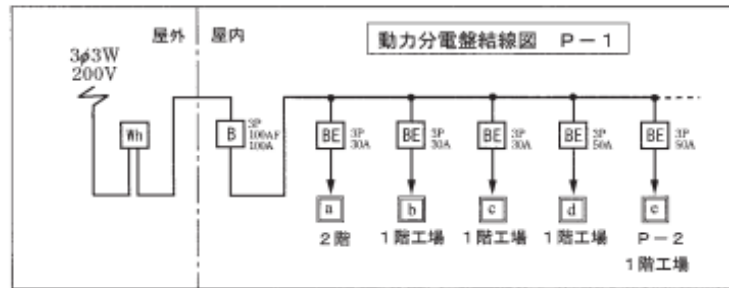 屋外 屋内
動力分電盤結線図 P-1
3φ3W
200V
Wh
B
3P
100AF
100A
BE 3P 30A
BE 3P 30A
BE 3P 30A
BE 3P 50A
BE 3P
a b c d e
2階 1階工場 1階工場 1階工場 P-2
1階工場